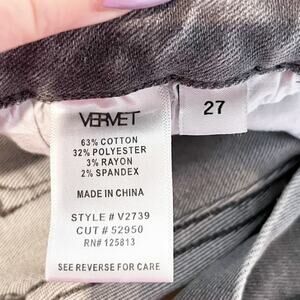 VERVET
27
63% COTTON
32% POLYESTER
3% RAYON
2% SPANDEX
MADE IN CHINA
STYLE # V2739
CUT # 52950
RN# 125813
SEE REVERSE FOR CARE